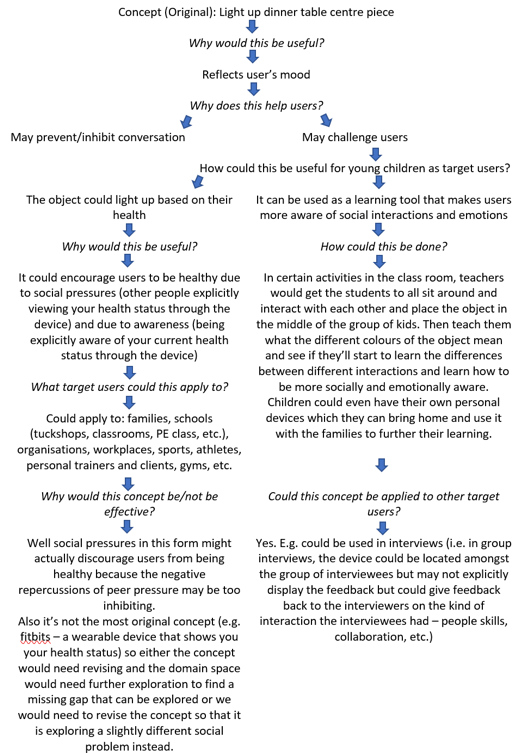 Concept (Original): Light up dinner table centre piece
Why would this be useful?
Reflects user's mood
Why does this help users?
May prevent/inhibit conversation
May challenge users
How could this be useful for young children as target users?
The object could light up based on their
health
Why would this be useful?
It could encourage users to be healthy due
to social pressures (other people explicitly
viewing your health status through the
device) and due to awareness (being
explicitly aware of your current health
status through the device)
What target users could this apply to?
Could apply to: families, schools
(tuckshops, classrooms, PE class, etc.),
organisations, workplaces, sports, athletes,
personal trainers and clients, gyms, etc.
Why would this concept be/not be
effective?
Well social pressures in this form might
actually discourage users from being
healthy because the negative
repercussions of peer pressure may be too
inhibiting.
Also it's not the most original concept (e.g.
fitbits – a wearable device that shows you
your health status) so either the concept
would need revising and the domain space
would need further exploration to find a
missing gap that can be explored or we
would need to revise the concept so that it
is exploring a slightly different social
problem instead.
It can be used as a learning tool that makes users
more aware of social interactions and emotions
How could this be done?
In certain activities in the class room, teachers
would get the students to all sit around and
interact with each other and place the object in
the middle of the group of kids. Then teach them
what the different colours of the object mean
and see if they'll start to learn the differences
between different interactions and learn how to
be more socially and emotionally aware.
Children could even have their own personal
devices which they can bring home and use it
with the families to further their learning.
Could this concept be applied to other target
users?
Yes. E.g. could be used in interviews (i.e. in group
interviews, the device could be located amongst
the group of interviewees but may not explicitly
display the feedback but could give feedback
back to the interviewers on the kind of
interaction the interviewees had – people skills,
collaboration, etc.)